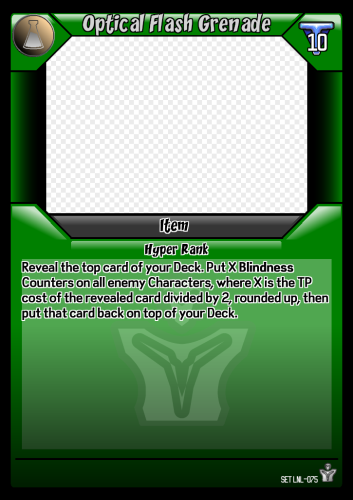 Optical Flash Grenade
10
Item
Hyper Rank
Reveal the top card of your Deck. Put X Blindness
Counters on all enemy Characters, where X is the TP
cost of the revealed card divided by 2, rounded up, then
put that card back on top of your Deck.
SET LNL-075